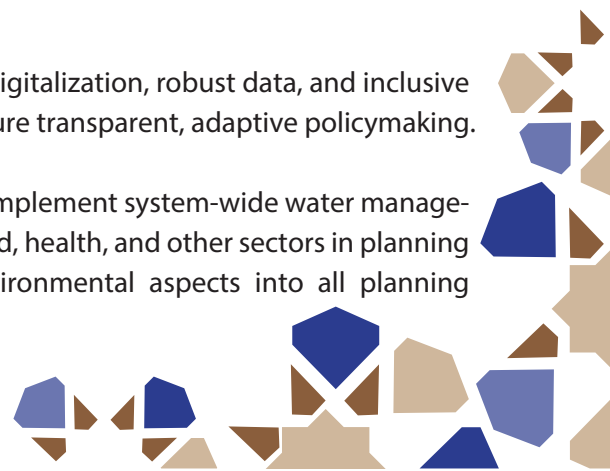 igitalization, robust data, and inclusive
ure transparent, adaptive policymaking.
mplement system-wide water manage-
d, health, and other sectors in planning
ironmental aspects into all planning